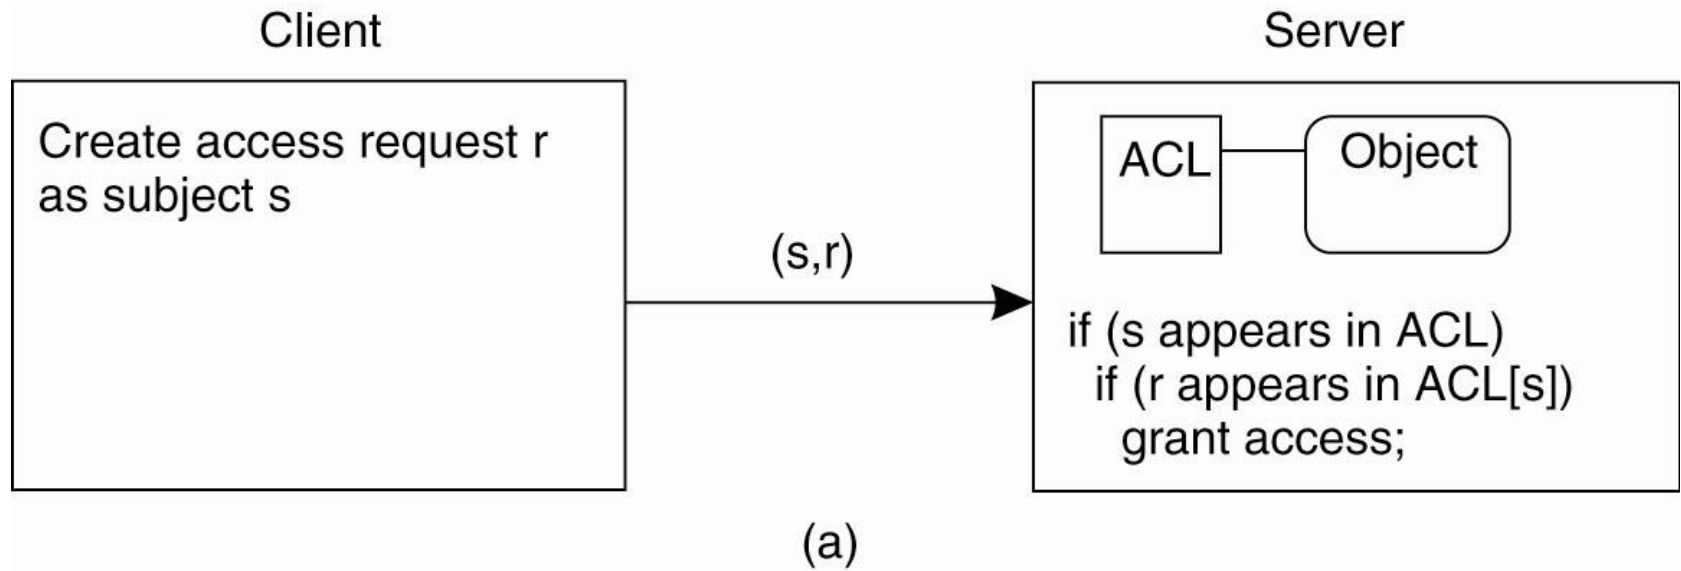 Client
Server
Create access request r
as subject s
(s,r)
ACL
Object
if (s appears in ACL)
if (r appears in ACL[s])
grant access;
(a)